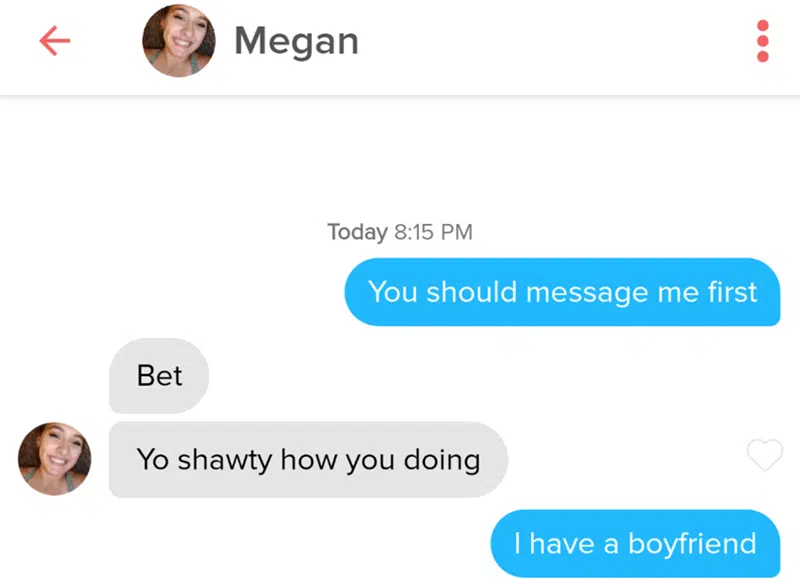 Megan
Today 8:15 PM
You should message me first
Bet
Yo shawty how you doing
I have a boyfriend